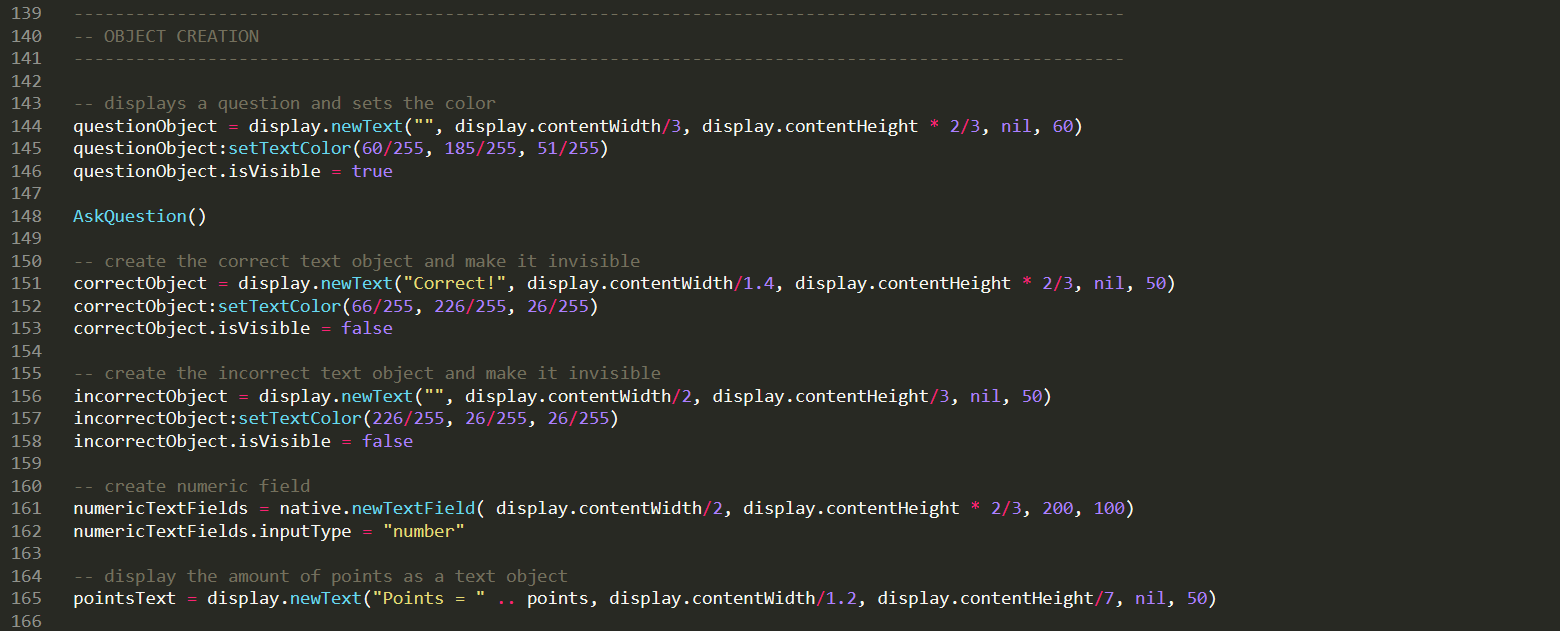 139 -----------------------------------------------------------------------------------------------------
140 -- OBJECT CREATION
141 -----------------------------------------------------------------------------------------------------
142
143 -- displays a question and sets the color
144 questionObject = display.newText("", display.contentWidth/3, display.contentHeight * 2/3, nil, 60)
145 questionObject:setTextColor(60/255, 185/255, 51/255)
146 questionObject.isVisible = true
147
148 AskQuestion()
149
150 -- create the correct text object and make it invisible
151 correctObject = display.newText("Correct!", display.contentWidth/1.4, display.contentHeight * 2/3, nil, 50)
152 correctObject:setTextColor(66/255, 226/255, 26/255)
153 correctObject.isVisible = false
154
155 -- create the incorrect text object and make it invisible
156 incorrectObject = display.newText("", display.contentWidth/2, display.contentHeight/3, nil, 50)
157 incorrectObject:setTextColor(226/255, 26/255, 26/255)
158 incorrectObject.isVisible = false
159
160 -- create numeric field
161 numericTextFields = native.newTextField( display.contentWidth/2, display.contentHeight * 2/3, 200, 100)
162 numericTextFields.inputType = "number"
163
164 -- display the amount of points as a text object
165 pointsText = display.newText("Points = " .. points, display.contentWidth/1.2, display.contentHeight/7, nil, 50)
166